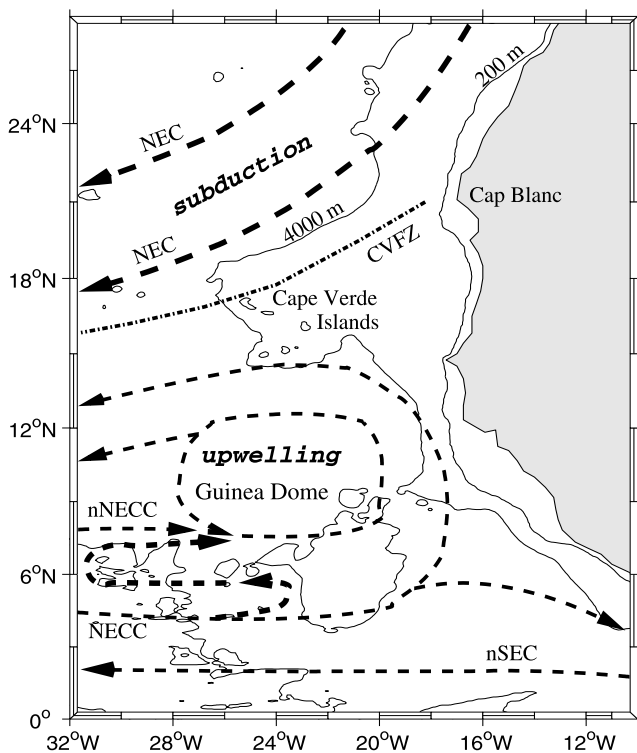 200 m
NEC
24°N
subduction
Cap Blanc
4000 m
NEC
CVFZ
18°N
Cape Verde
Islands
12°N
upwelling
Guinea Dome
nNECC
6°N
NECC
nSEC
0°
32°W 28°W 24°W 20°W 16°W 12°W